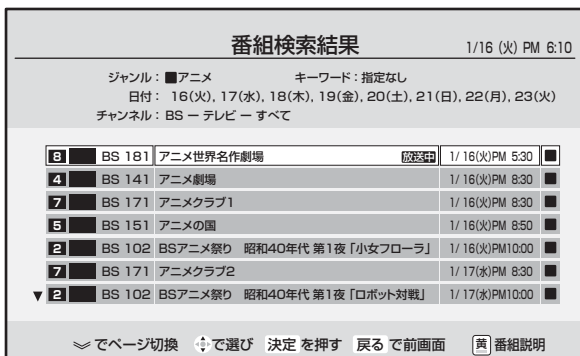 番組検索結果 1/16 (火) PM 6:10
ジャンル：■アニメ キーワード：指定なし
日付： 16(火), 17(水), 18(木), 19(金), 20(土), 21(日), 22(月), 23(火)
チャンネル： BS ー テレビ ー すべて
8 BS 181 アニメ世界名作劇場 放送中 1/ 16(火)PM 5:30
4 BS 141 アニメ劇場 1/ 16(火)PM 8:30
7 BS 171 アニメクラブ1 1/ 16(火)PM 8:30
5 BS 151 アニメの国 1/ 16(火)PM 8:50
2 BS 102 BSアニメ祭り 昭和40年代 第1夜「小女フローラ」 1/ 16(火)PM10:00
7 BS 171 アニメクラブ2 1/ 17(水)PM 8:30
▼ 2 BS 102 BSアニメ祭り 昭和40年代 第1夜「ロボット対戦」 1/ 17(水)PM10:00
でページ切換 で選び 決定 を押す 戻る で前画面 黄 番組説明